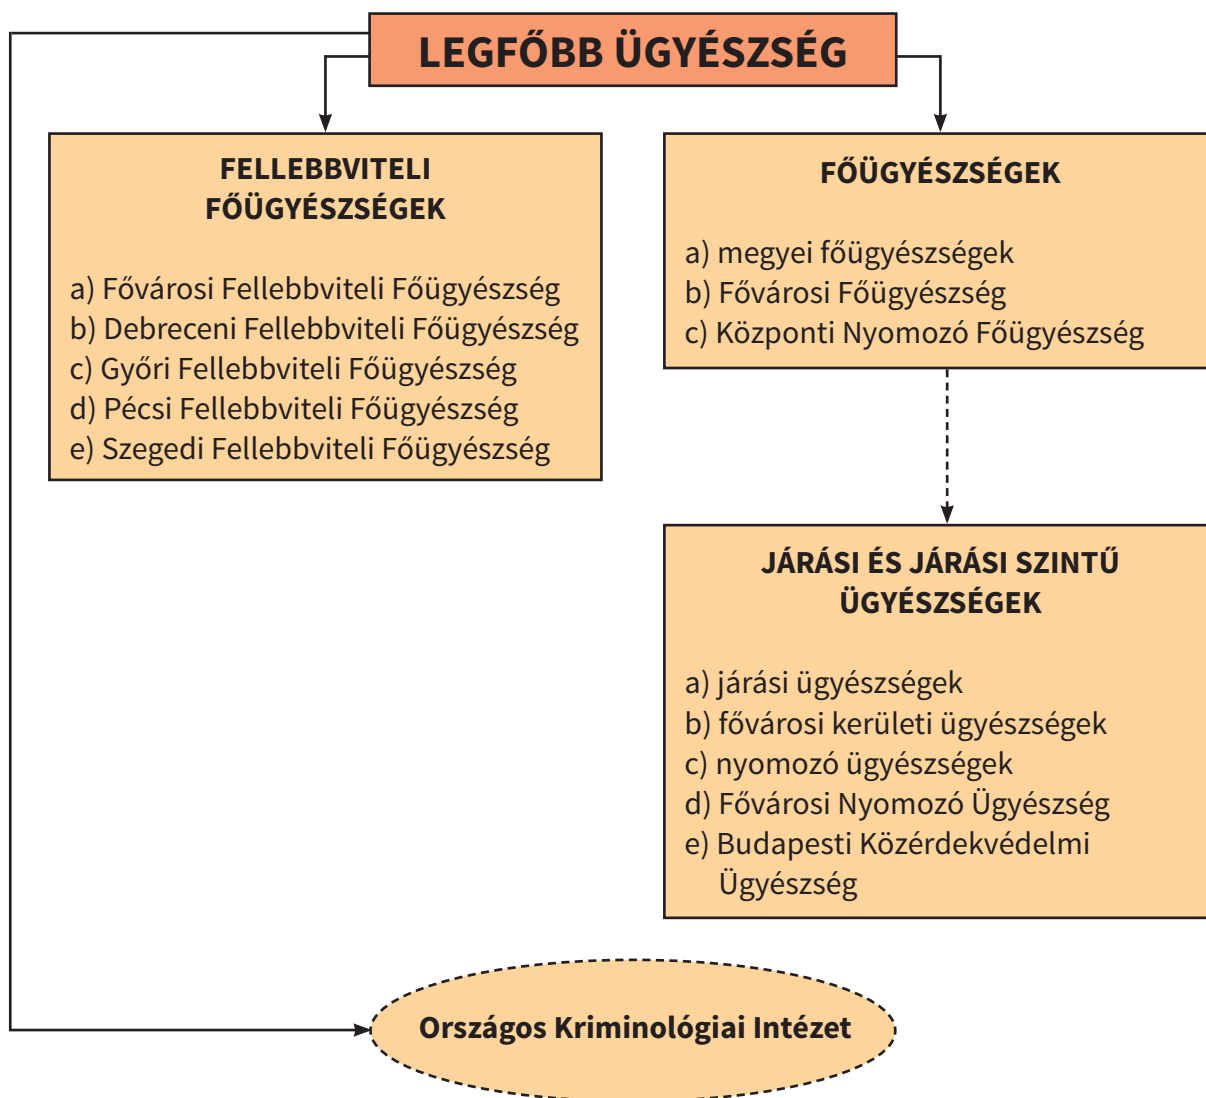 LEGFŐBB ÜGYÉSZSÉG
FELLEBBVITELI
FŐÜGYÉSZSÉGEK
a) Fővárosi Fellebbviteli Főügyészség
b) Debreceni Fellebbviteli Főügyészség
c) Győri Fellebbviteli Főügyészség
d) Pécsi Fellebbviteli Főügyészség
e) Szegedi Fellebbviteli Főügyészség
FŐÜGYÉSZSÉGEK
a) megyei főügyészségek
b) Fővárosi Főügyészség
c) Központi Nyomozó Főügyészség
JÁRÁSI ÉS JÁRÁSI SZINTŰ
ÜGYÉSZSÉGEK
a) járási ügyészségek
b) fővárosi kerületi ügyészségek
c) nyomozó ügyészségek
d) Fővárosi Nyomozó Ügyészség
e) Budapesti Közérdekvédelmi
Ügyészség
Országos Kriminológiai Intézet